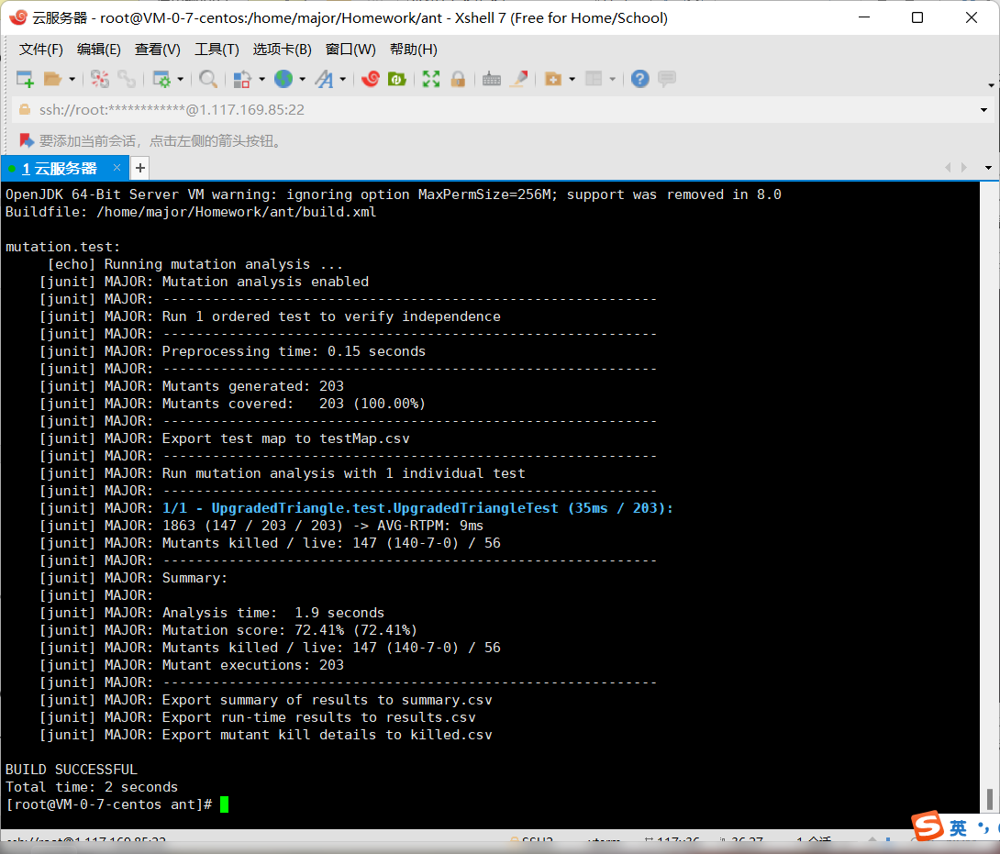 云服务器 - root@VM-0-7-centos:/home/major/Homework/ant - Xshell 7 (Free for Home/School)
文件(F) 编辑(E) 查看(V) 工具(T) 选项卡(B) 窗口(W) 帮助(H)
ssh://root:************@1.117.169.85:22
要添加当前会话，点击左侧的箭头按钮。
1 云服务器 × +
OpenJDK 64-Bit Server VM warning: ignoring option MaxPermSize=256M; support was removed in 8.0
Buildfile: /home/major/Homework/ant/build.xml
mutation.test:
[echo] Running mutation analysis ...
[junit] MAJOR: Mutation analysis enabled
[junit] MAJOR: ------------------------------------------------------------
[junit] MAJOR: Run 1 ordered test to verify independence
[junit] MAJOR: ------------------------------------------------------------
[junit] MAJOR: Preprocessing time: 0.15 seconds
[junit] MAJOR: ------------------------------------------------------------
[junit] MAJOR: Mutants generated: 203
[junit] MAJOR: Mutants covered:   203 (100.00%)
[junit] MAJOR: ------------------------------------------------------------
[junit] MAJOR: Export test map to testMap.csv
[junit] MAJOR: ------------------------------------------------------------
[junit] MAJOR: Run mutation analysis with 1 individual test
[junit] MAJOR: ------------------------------------------------------------
[junit] MAJOR: 1/1 - UpgradedTriangle.test.UpgradedTriangleTest (35ms / 203):
[junit] MAJOR: 1863 (147 / 203 / 203) -> AVG-RTPM: 9ms
[junit] MAJOR: Mutants killed / live: 147 (140-7-0) / 56
[junit] MAJOR: ------------------------------------------------------------
[junit] MAJOR: Summary:
[junit] MAJOR:
[junit] MAJOR: Analysis time:  1.9 seconds
[junit] MAJOR: Mutation score: 72.41% (72.41%)
[junit] MAJOR: Mutants killed / live: 147 (140-7-0) / 56
[junit] MAJOR: Mutant executions: 203
[junit] MAJOR: ------------------------------------------------------------
[junit] MAJOR: Export summary of results to summary.csv
[junit] MAJOR: Export run-time results to results.csv
[junit] MAJOR: Export mutant kill details to killed.csv
BUILD SUCCESSFUL
Total time: 2 seconds
[root@VM-0-7-centos ant]#
英
ssh://root@1.117.169.85:22 SSH2 xterm 117x36 36,27 1 会话